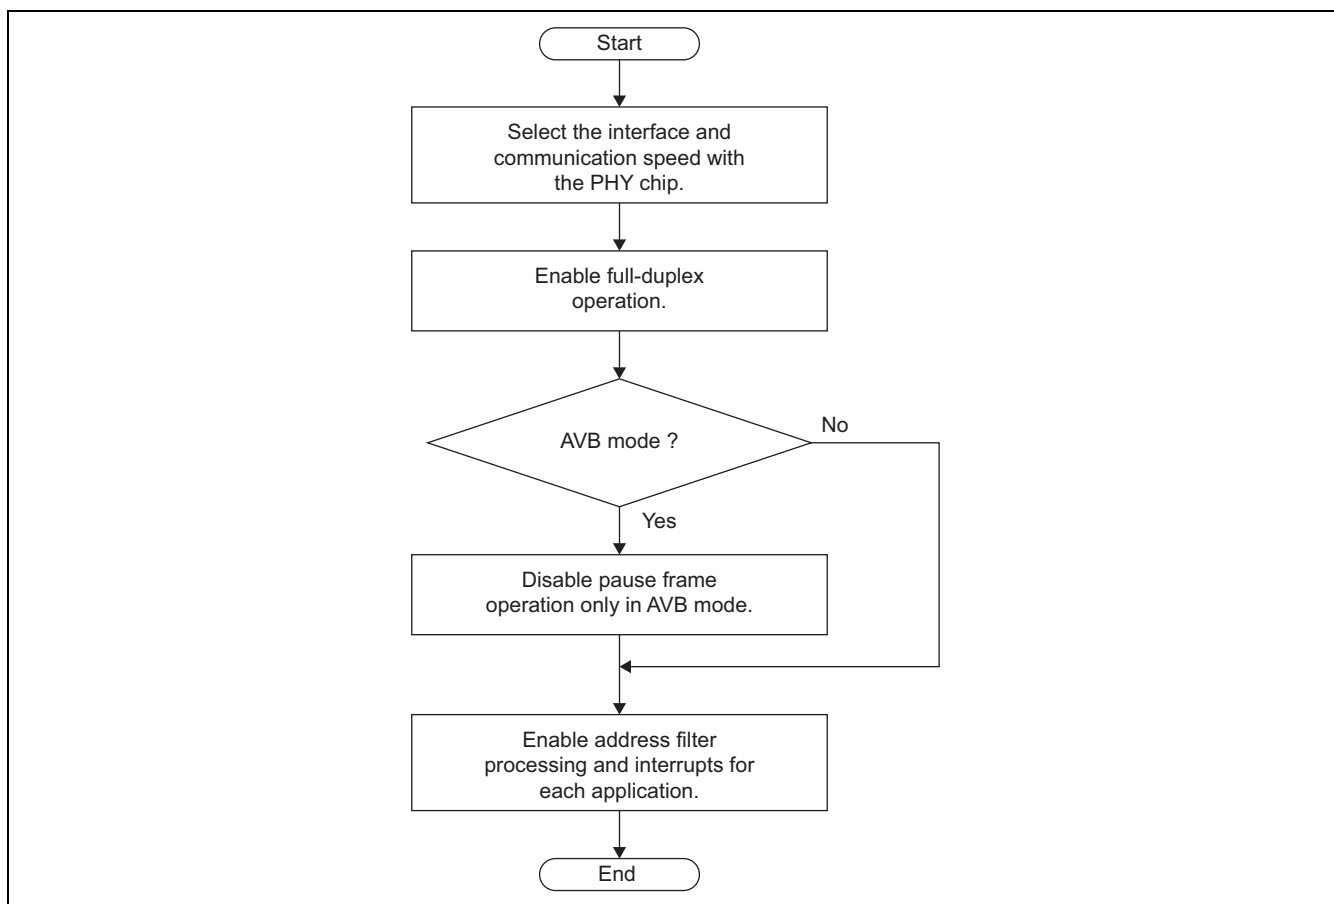 Start
Select the interface and
communication speed with
the PHY chip.
Enable full-duplex
operation.
AVB mode ?
No
Yes
Disable pause frame
operation only in AVB mode.
Enable address filter
processing and interrupts for
each application.
End